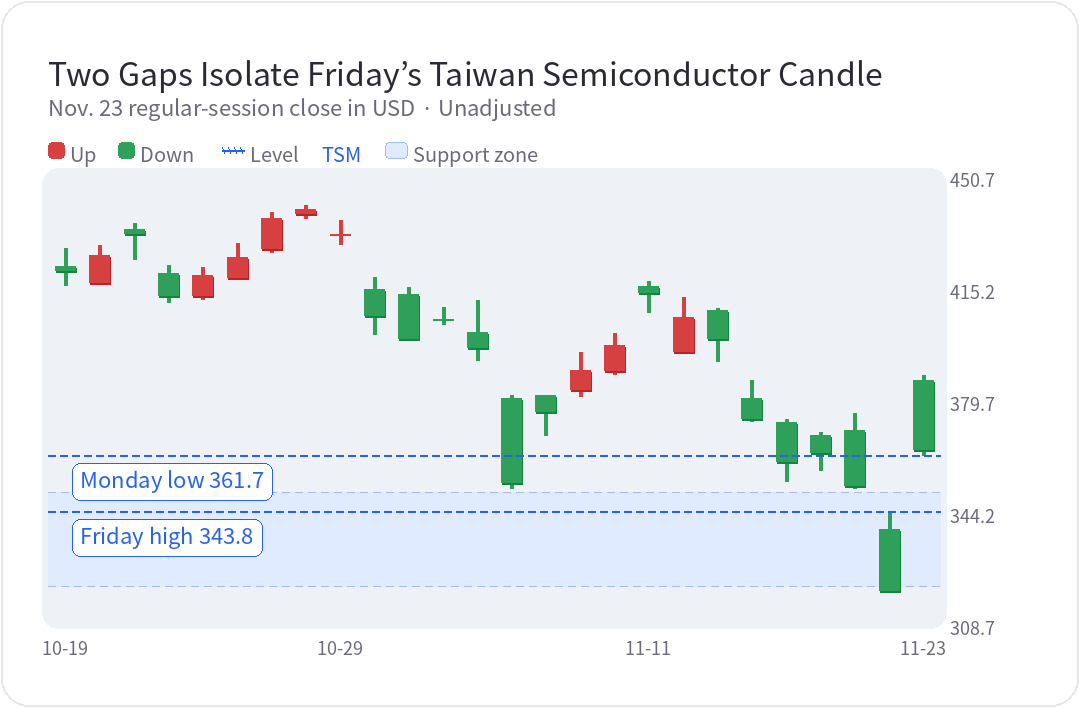 Two Gaps Isolate Friday’s Taiwan Semiconductor Candle
Nov. 23 regular-session close in USD · Unadjusted
Up Down Level TSM Support zone
450.7
415.2
379.7
Monday low 361.7
344.2
Friday high 343.8
308.7
10-19 10-29 11-11 11-23